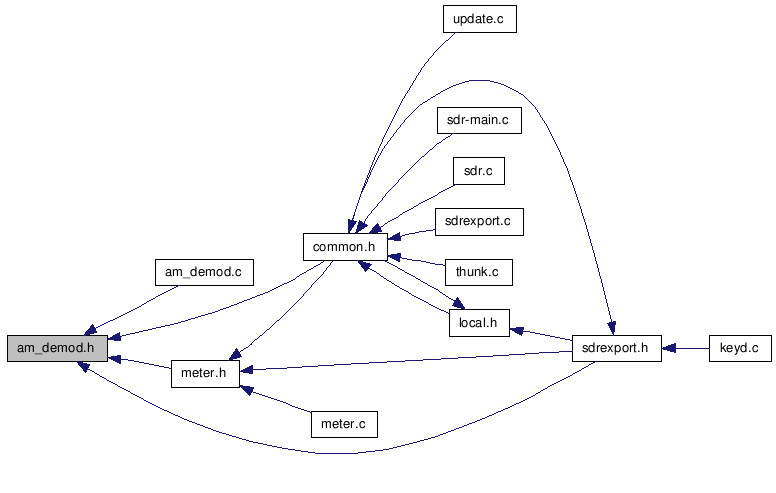 update.c
sdr-main.c
sdr.c
sdrexport.c
common.h
am_demod.c
thunk.c
local.h
am_demod.h
sdrexport.h
keyd.c
meter.h
meter.c